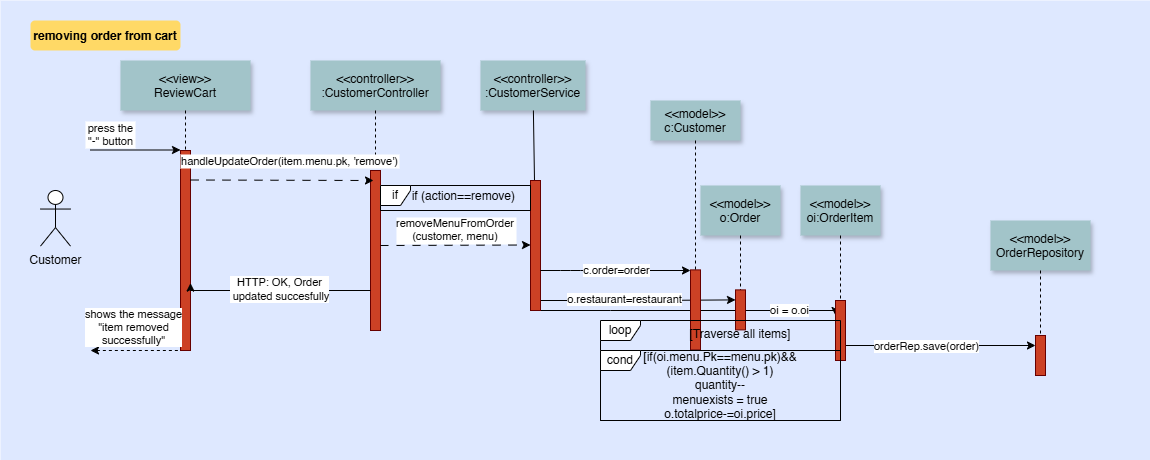 removing order from cart
<<view>>
ReviewCart
<<controller>>
:CustomerController
<<controller>>
:CustomerService
<<model>>
c:Customer
press the
"-" button
handleUpdateOrder(item.menu.pk, 'remove')
if
if (action==remove)
<<model>>
o:Order
<<model>>
oi:OrderItem
removeMenuFromOrder
(customer, menu)
<<model>>
OrderRepository
Customer
c.order=order
HTTP: OK, Order
updated succesfully
o.restaurant=restaurant
oi = o.oi
shows the message
"item removed
successfully"
loop
[Traverse all items]
orderRep.save(order)
cond
[if(oi.menu.Pk==menu.pk)&&
(item.Quantity() > 1)
quantity--
menuexists = true
o.totalprice-=oi.price]